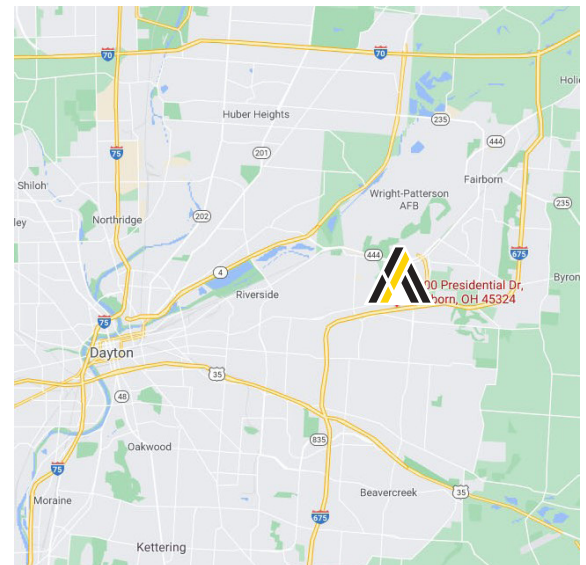 70
70
Holi
Huber Heights
235
444
201
75
Fairborn
Shiloh
Wright-Patterson
AFB
235
ley
Northridge
202
675
444
4
Byron
00 Presidential Dr,
born, OH 45324
Riverside
75
Dayton
35
48
835
Oakwood
75
Beavercreek
35
Moraine
675
Kettering